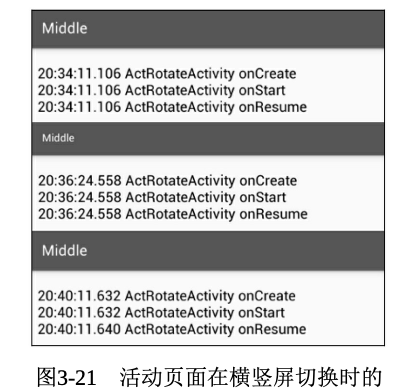 Middle
20:34:11.106 ActRotateActivity onCreate
20:34:11.106 ActRotateActivity onStart
20:34:11.106 ActRotateActivity onResume
Middle
20:36:24.558 ActRotateActivity onCreate
20:36:24.558 ActRotateActivity onStart
20:36:24.558 ActRotateActivity onResume
Middle
20:40:11.632 ActRotateActivity onCreate
20:40:11.632 ActRotateActivity onStart
20:40:11.640 ActRotateActivity onResume
图3-21 活动页面在横竖屏切换时的